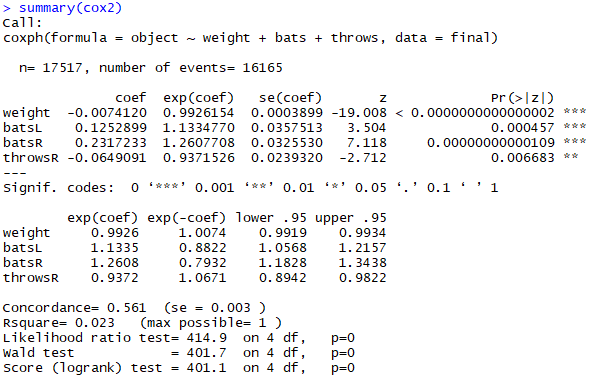 > summary(cox2)
Call:
coxph(formula = object ~ weight + bats + throws, data = final)
n= 17517, number of events= 16165
coef exp(coef) se(coef) z Pr(>|z|)
weight -0.0074120 0.9926154 0.0003899 -19.008 < 0.0000000000000002 ***
batsL 0.1252899 1.1334770 0.0357513 3.504 0.000457 ***
batsR 0.2317233 1.2607708 0.0325530 7.118 0.00000000000109 ***
throwsR -0.0649091 0.9371526 0.0239320 -2.712 0.006683 **
---
Signif. codes: 0 ‘***’ 0.001 ‘**’ 0.01 ‘*’ 0.05 ‘.’ 0.1 ‘ ’ 1
exp(coef) exp(-coef) lower .95 upper .95
weight 0.9926 1.0074 0.9919 0.9934
batsL 1.1335 0.8822 1.0568 1.2157
batsR 1.2608 0.7932 1.1828 1.3438
throwsR 0.9372 1.0671 0.8942 0.9822
Concordance= 0.561 (se = 0.003 )
Rsquare= 0.023 (max possible= 1 )
Likelihood ratio test= 414.9 on 4 df, p=0
Wald test = 401.7 on 4 df, p=0
Score (logrank) test = 401.1 on 4 df, p=0